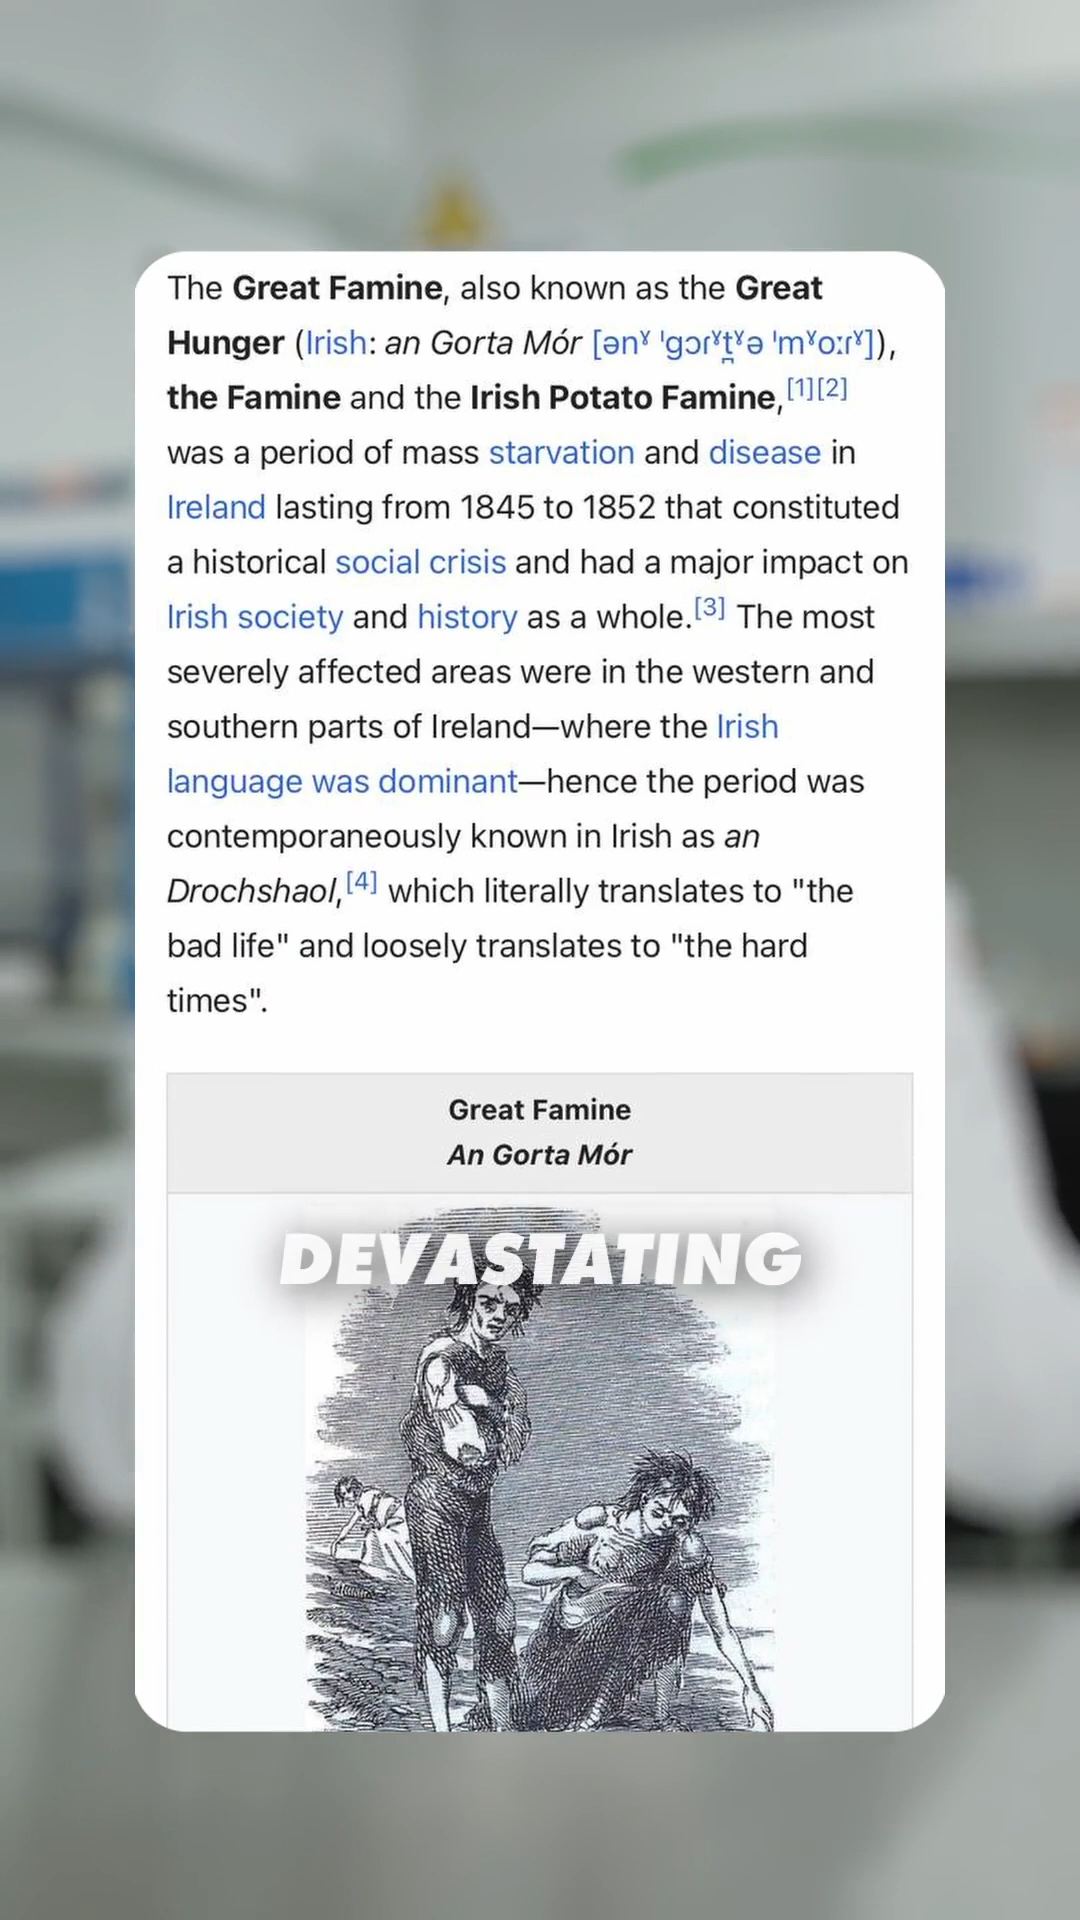 The Great Famine, also known as the Great
Hunger (Irish: an Gorta Mór [ənˠ ˈɡɔɾˠt̪ˠə ˈmˠoːɾˠ]),
the Famine and the Irish Potato Famine,[1][2]
was a period of mass starvation and disease in
Ireland lasting from 1845 to 1852 that constituted
a historical social crisis and had a major impact on
Irish society and history as a whole.[3] The most
severely affected areas were in the western and
southern parts of Ireland—where the Irish
language was dominant—hence the period was
contemporaneously known in Irish as an
Drochshaol,[4] which literally translates to "the
bad life" and loosely translates to "the hard
times".
Great Famine
An Gorta Mór
DEVASTATING